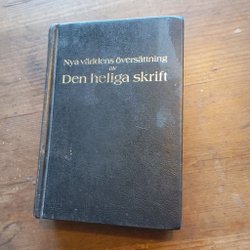 Nya världens översättning
av
Den heliga skrift